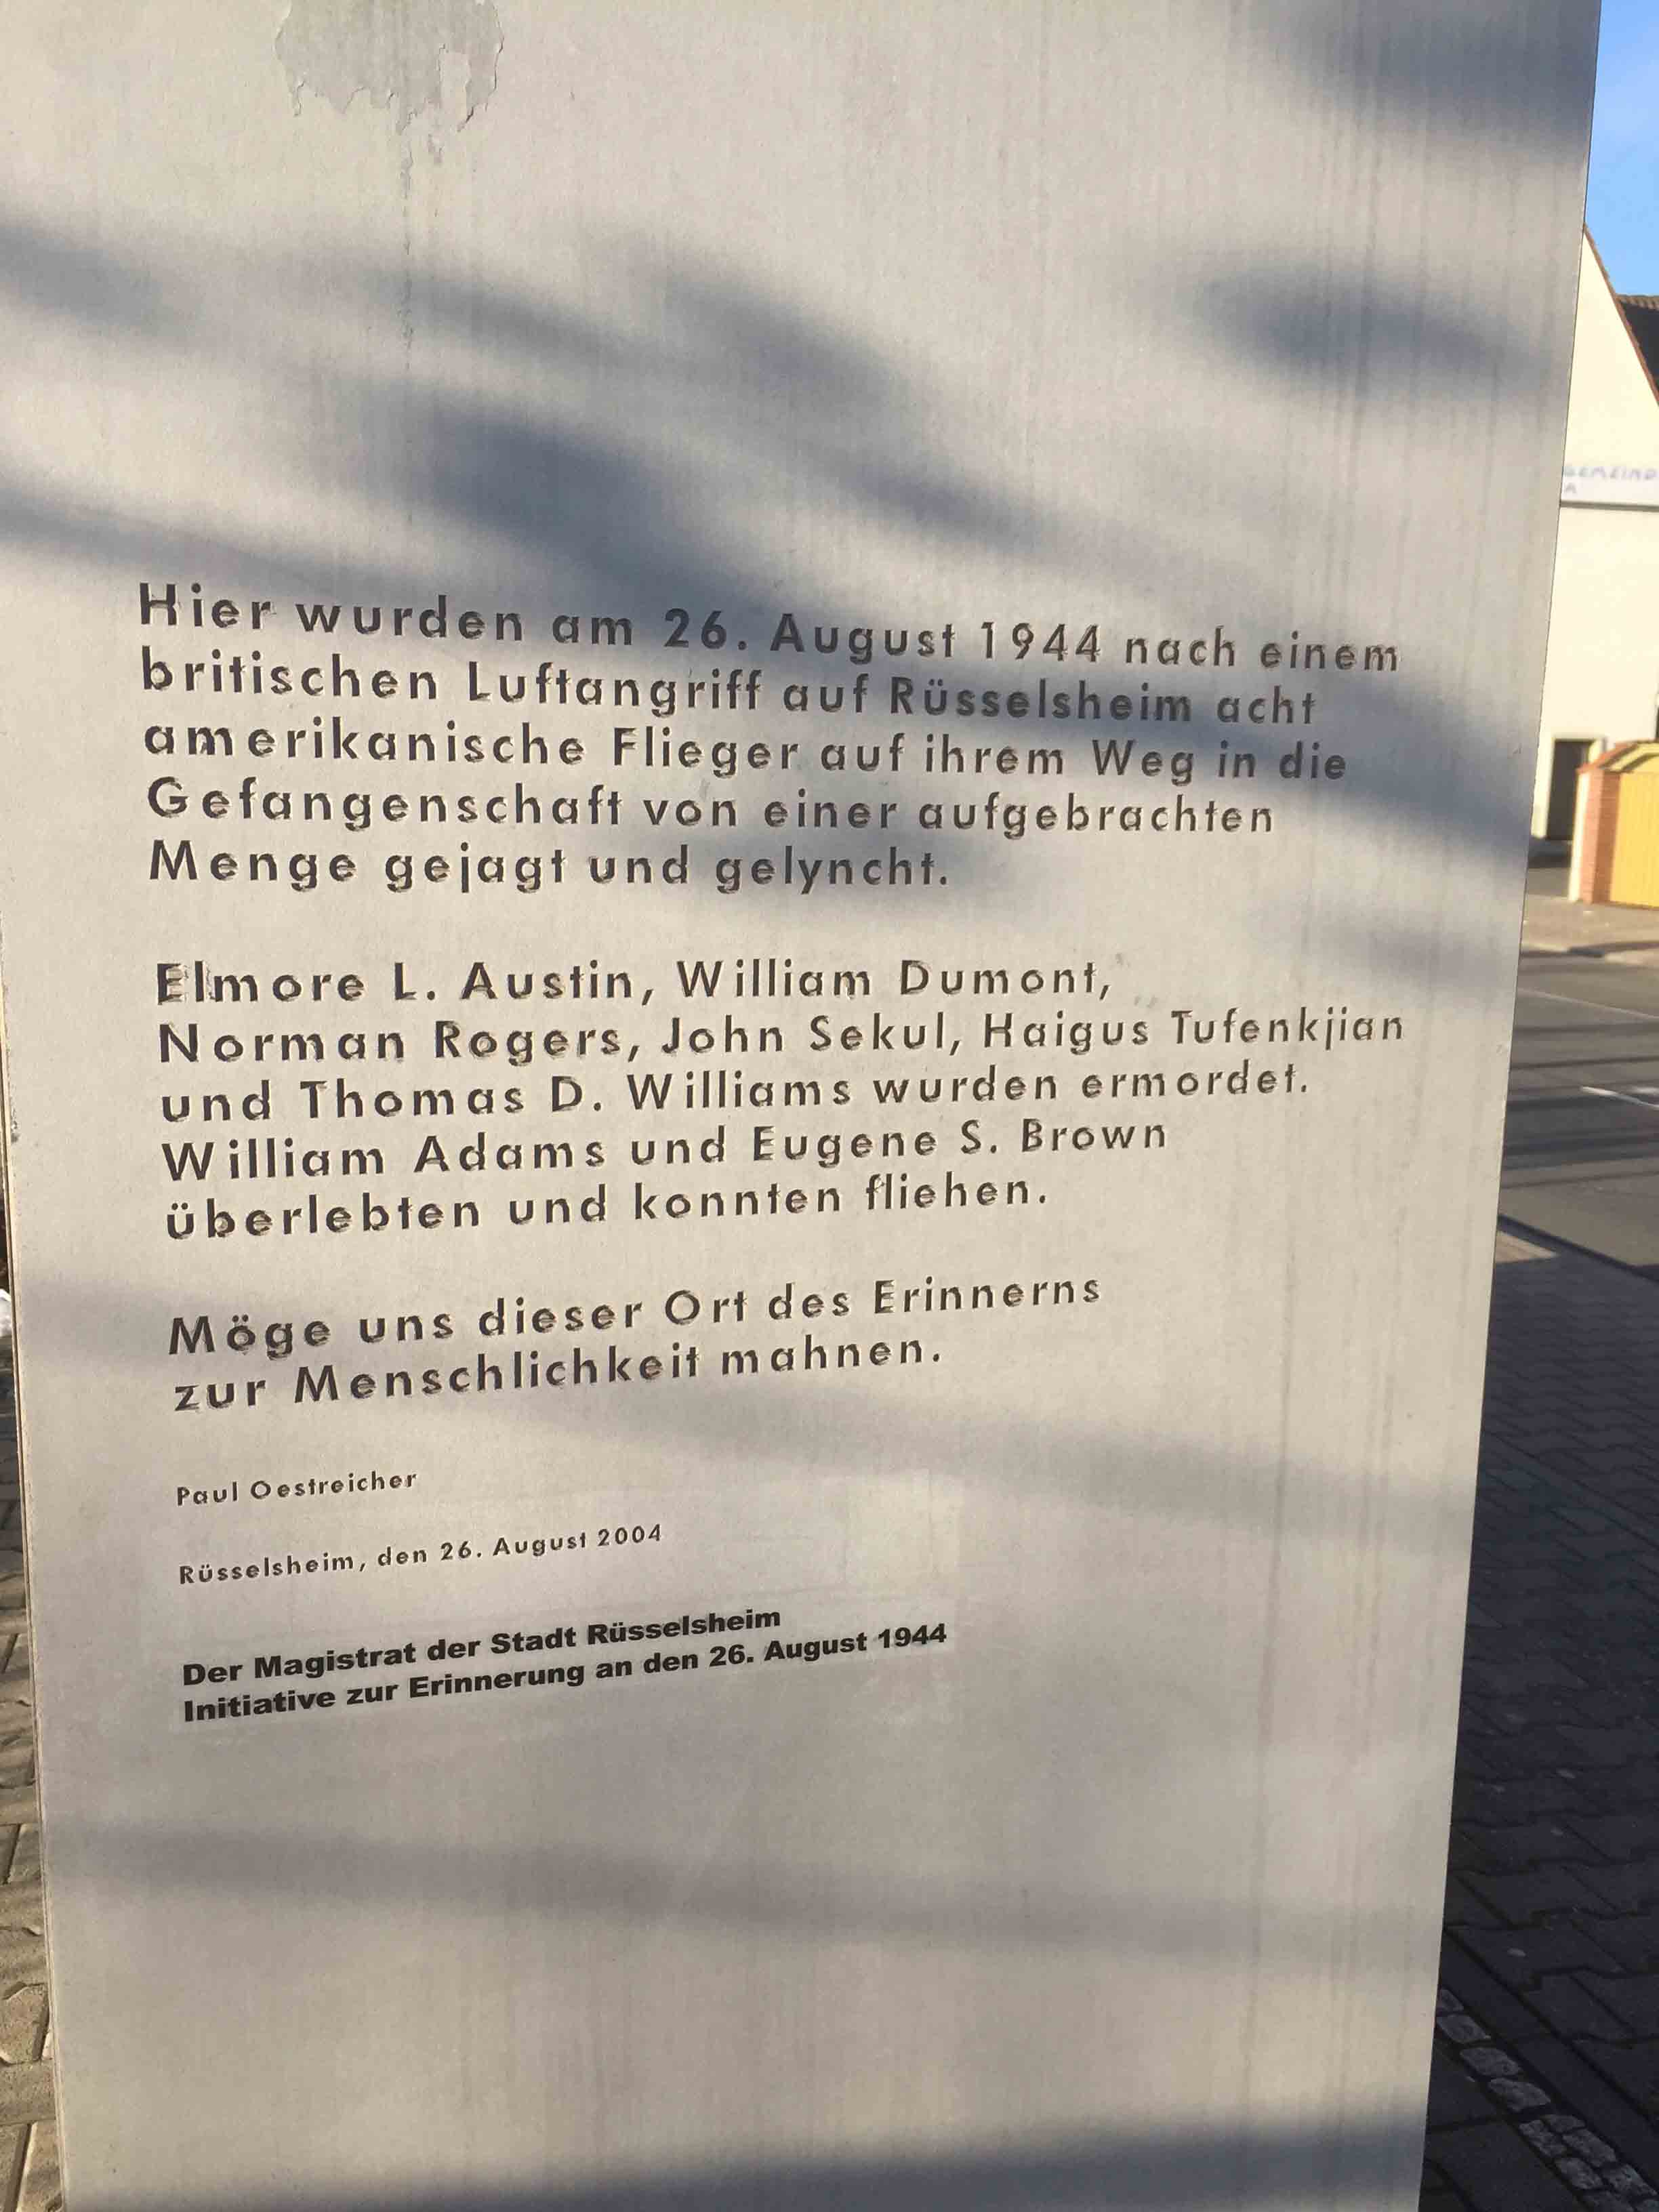 Hier wurden am 26. August 1944 nach einem
britischen Luftangriff auf Rüsselsheim acht
amerikanische Flieger auf ihrem Weg in die
Gefangenschaft von einer aufgebrachten
Menge gejagt und gelyncht.
Elmore L. Austin, William Dumont,
Norman Rogers, John Sekul, Haigus Tufenkjian
und Thomas D. Williams wurden ermordet.
William Adams und Eugene S. Brown
überlebten und konnten fliehen.
Möge uns dieser Ort des Erinnerns
zur Menschlichkeit mahnen.
Paul Oestreicher
Rüsselsheim, den 26. August 2004
Der Magistrat der Stadt Rüsselsheim
Initiative zur Erinnerung an den 26. August 1944